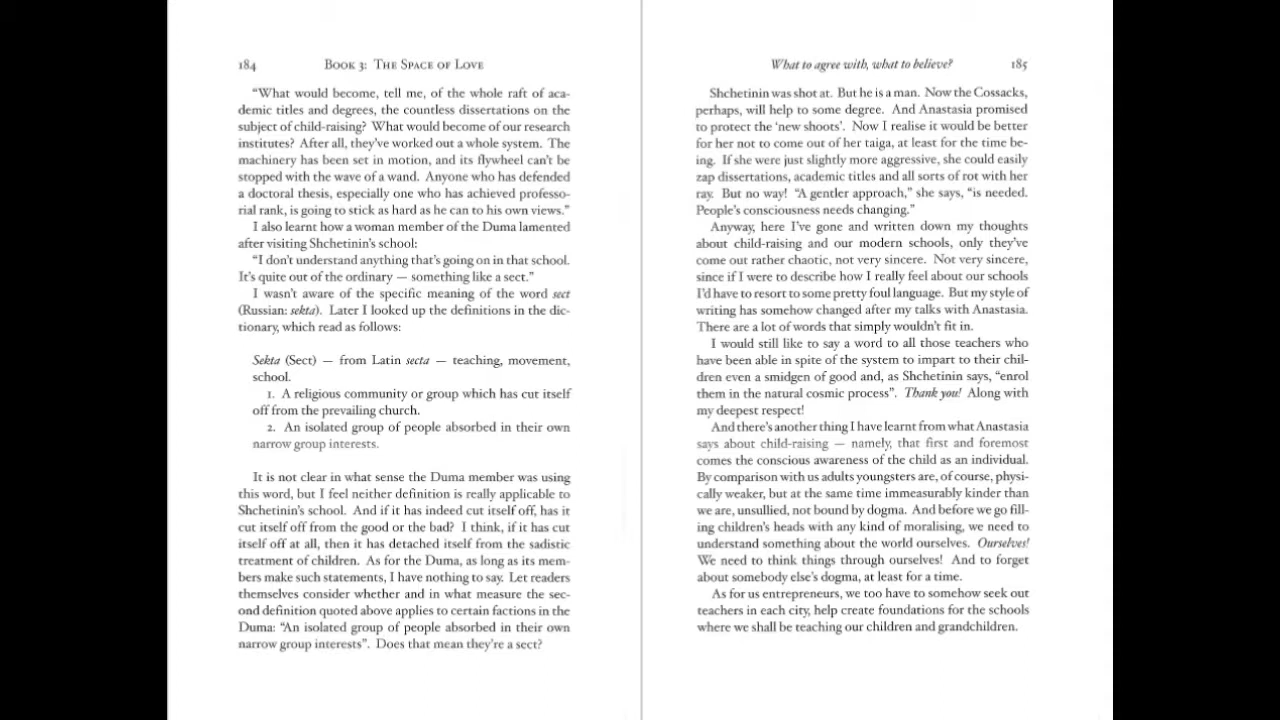 184 Book 3: The Space of Love
"What would become, tell me, of the whole raft of aca-
demic titles and degrees, the countless dissertations on the
subject of child-raising? What would become of our research
institutes? After all, they've worked out a whole system. The
machinery has been set in motion, and its flywheel can't be
stopped with the wave of a wand. Anyone who has defended
a doctoral thesis, especially one who has achieved professo-
rial rank, is going to stick as hard as he can to his own views."
I also learnt how a woman member of the Duma lamented
after visiting Shchetinin's school:
"I don't understand anything that's going on in that school.
It's quite out of the ordinary — something like a sect."
I wasn't aware of the specific meaning of the word sect
(Russian: sekta). Later I looked up the definitions in the dic-
tionary, which read as follows:
Sekta (Sect) — from Latin secta — teaching, movement,
school.
1. A religious community or group which has cut itself
off from the prevailing church.
2. An isolated group of people absorbed in their own
narrow group interests.
It is not clear in what sense the Duma member was using
this word, but I feel neither definition is really applicable to
Shchetinin's school. And if it has indeed cut itself off, has it
cut itself off from the good or the bad? I think, if it has cut
itself off at all, then it has detached itself from the sadistic
treatment of children. As for the Duma, as long as its mem-
bers make such statements, I have nothing to say. Let readers
themselves consider whether and in what measure the sec-
ond definition quoted above applies to certain factions in the
Duma: "An isolated group of people absorbed in their own
narrow group interests". Does that mean they're a sect?
What to agree with, what to believe? 185
Shchetinin was shot at. But he is a man. Now the Cossacks,
perhaps, will help to some degree. And Anastasia promised
to protect the 'new shoots'. Now I realise it would be better
for her not to come out of her taiga, at least for the time be-
ing. If she were just slightly more aggressive, she could easily
zap dissertations, academic titles and all sorts of rot with her
ray. But no way! "A gentler approach," she says, "is needed.
People's consciousness needs changing."
Anyway, here I've gone and written down my thoughts
about child-raising and our modern schools, only they've
come out rather chaotic, not very sincere. Not very sincere,
since if I were to describe how I really feel about our schools
I'd have to resort to some pretty foul language. But my style of
writing has somehow changed after my talks with Anastasia.
There are a lot of words that simply wouldn't fit in.
I would still like to say a word to all those teachers who
have been able in spite of the system to impart to their chil-
dren even a smidgen of good and, as Shchetinin says, "enrol
them in the natural cosmic process". Thank you! Along with
my deepest respect!
And there's another thing I have learnt from what Anastasia
says about child-raising — namely, that first and foremost
comes the conscious awareness of the child as an individual.
By comparison with us adults youngsters are, of course, physi-
cally weaker, but at the same time immeasurably kinder than
we are, unsullied, not bound by dogma. And before we go fill-
ing children's heads with any kind of moralising, we need to
understand something about the world ourselves. Ourselves!
We need to think things through ourselves! And to forget
about somebody else's dogma, at least for a time.
As for us entrepreneurs, we too have to somehow seek out
teachers in each city, help create foundations for the schools
where we shall be teaching our children and grandchildren.